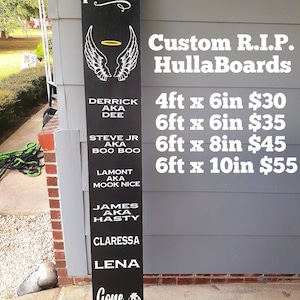 Custom R.I.P.
HullaBoards
4ft x 6in $30
6ft x 6in $35
6ft x 8in $45
6ft x 10in $55
DERRICK
AKA
DEE
STEVE JR
AKA
BOO BOO
LAMONT
AKA
MOOK NICE
JAMES
AKA
HASTY
CLARESSA
LENA
Gone